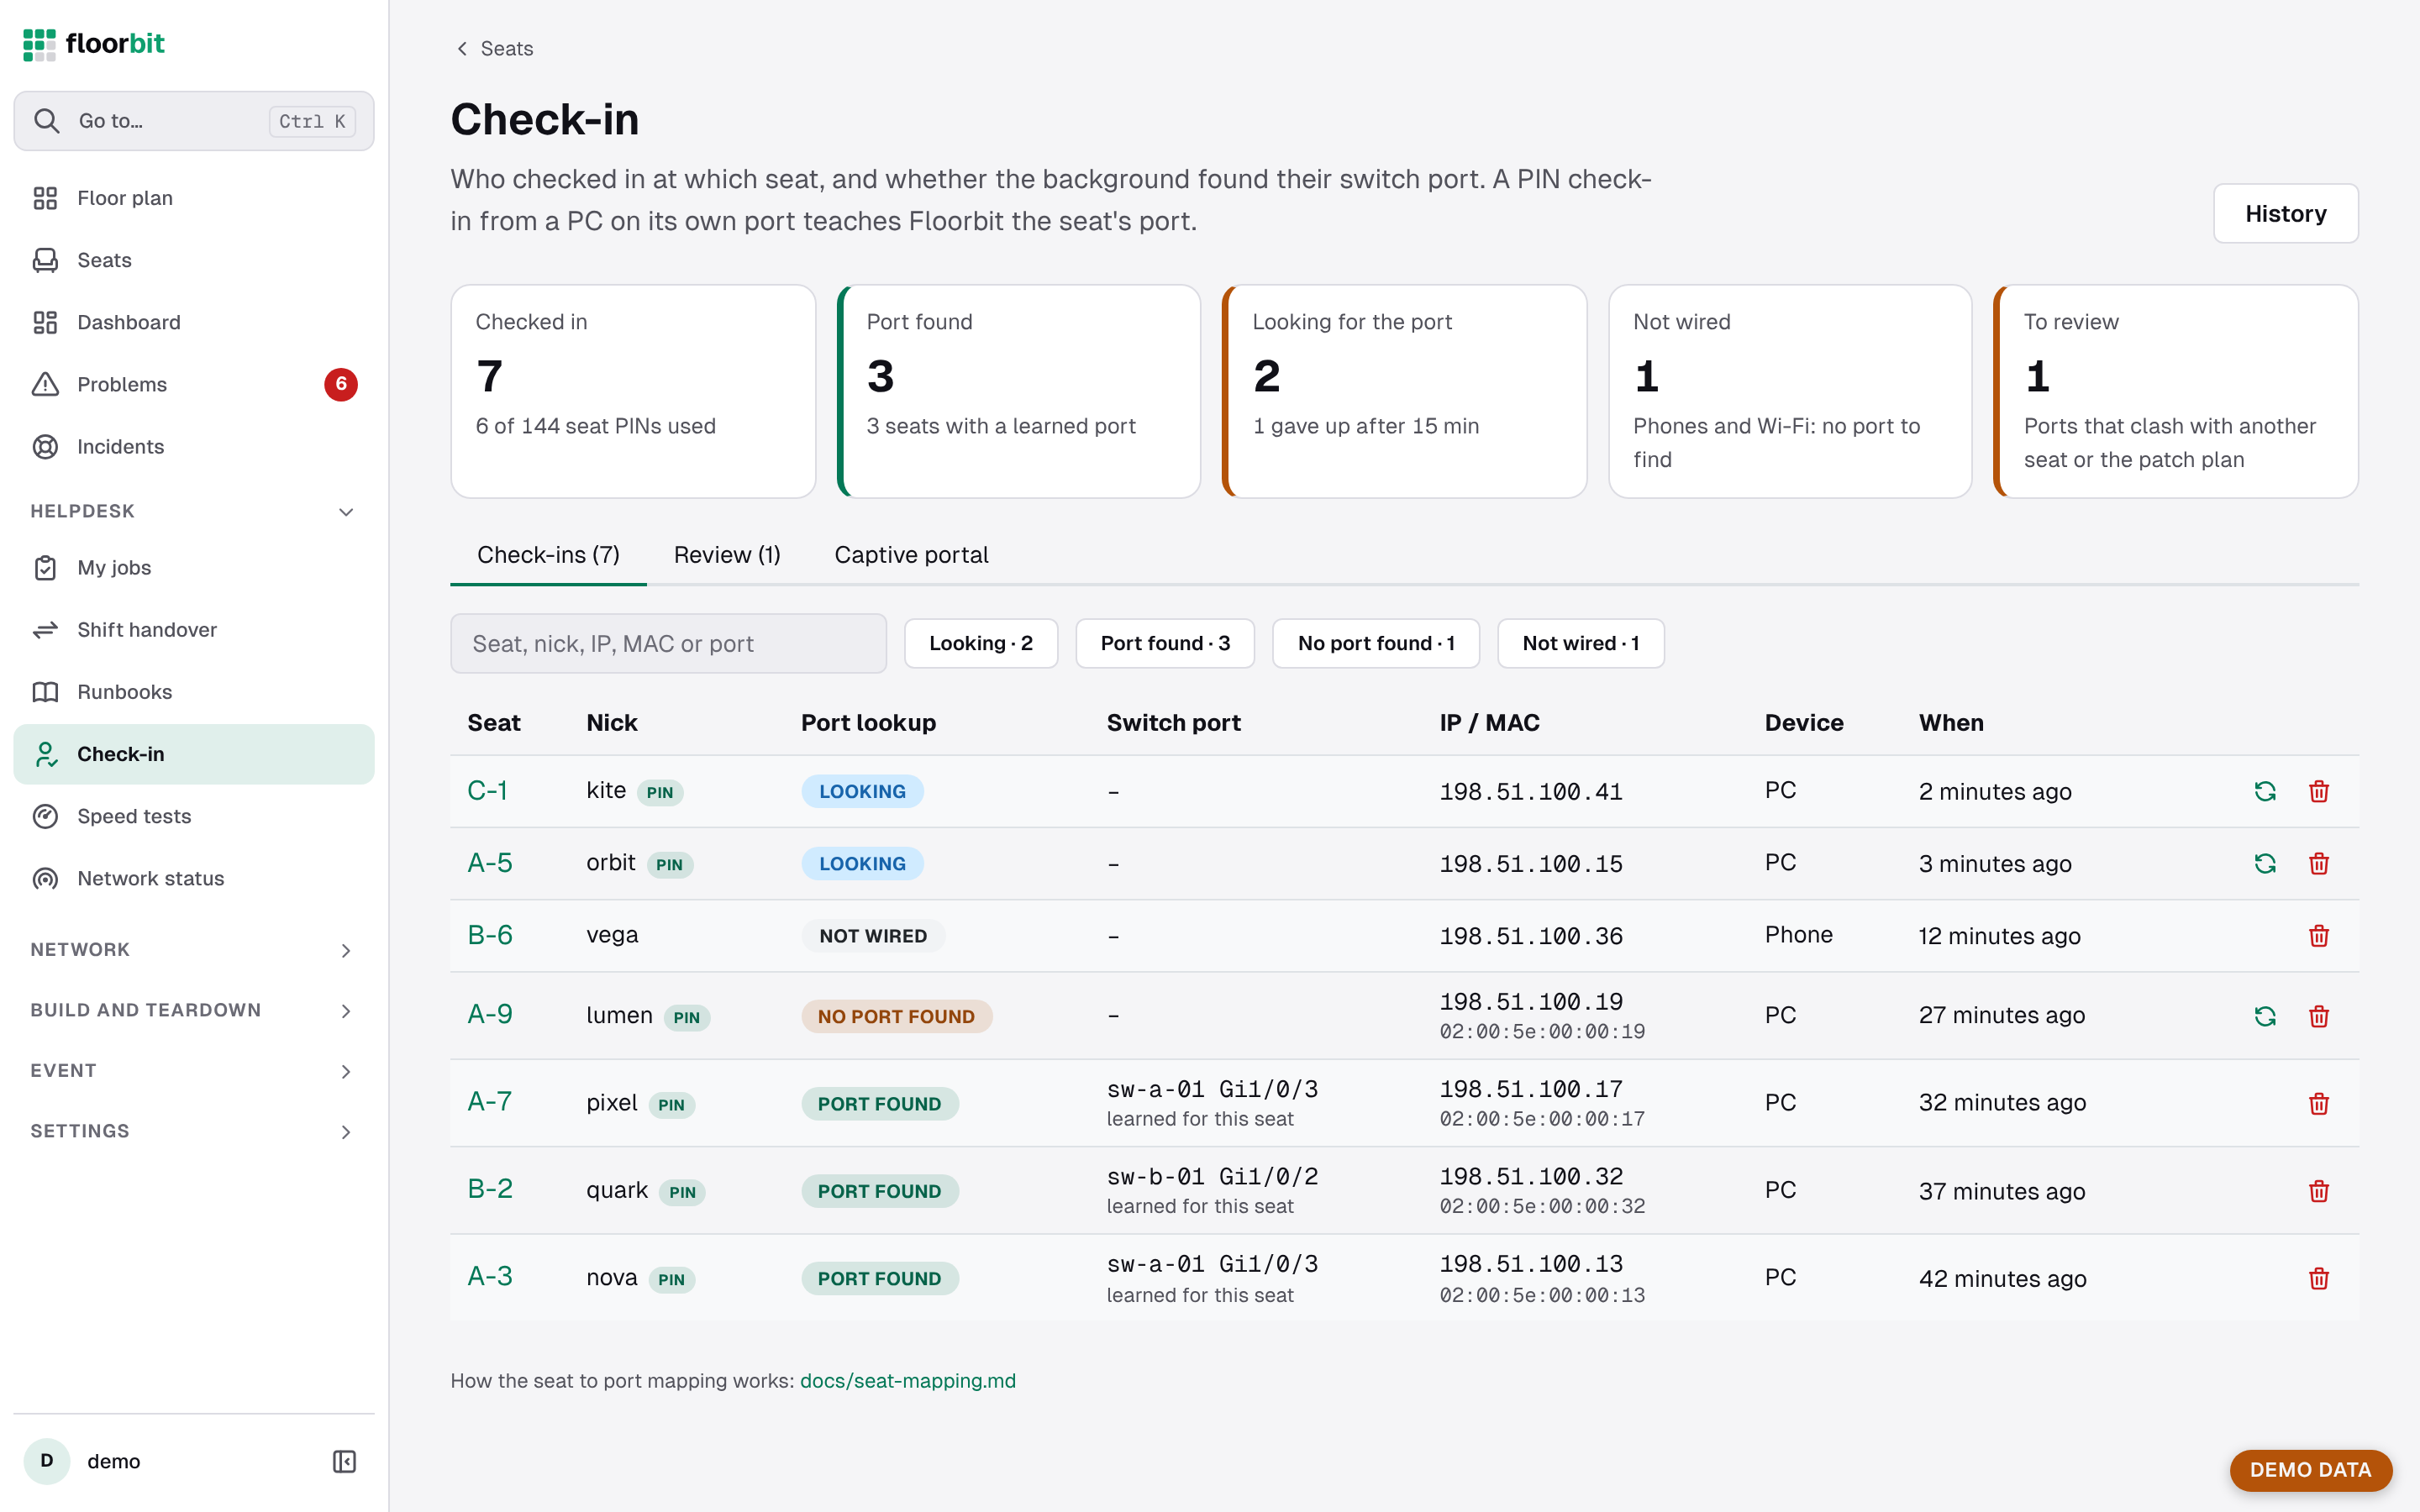 floorbit
Go to...
Ctrl K
Floor plan
Seats
Dashboard
Problems
6
Incidents
HELPDESK
My jobs
Shift handover
Runbooks
Check-in
Speed tests
Network status
NETWORK
BUILD AND TEARDOWN
EVENT
SETTINGS
D
demo
Seats
Check-in
Who checked in at which seat, and whether the background found their switch port. A PIN check-
in from a PC on its own port teaches Floorbit the seat's port.
History
Checked in
7
6 of 144 seat PINs used
Port found
3
3 seats with a learned port
Looking for the port
2
1 gave up after 15 min
Not wired
1
Phones and Wi-Fi: no port to
find
To review
1
Ports that clash with another
seat or the patch plan
Check-ins (7) Review (1) Captive portal
Seat, nick, IP, MAC or port
Looking · 2
Port found · 3
No port found · 1
Not wired · 1
Seat Nick Port lookup Switch port IP / MAC Device When
C-1 kite PIN LOOKING – 198.51.100.41 PC 2 minutes ago
A-5 orbit PIN LOOKING – 198.51.100.15 PC 3 minutes ago
B-6 vega NOT WIRED – 198.51.100.36 Phone 12 minutes ago
A-9 lumen PIN NO PORT FOUND – 198.51.100.19 PC 27 minutes ago
02:00:5e:00:00:19
A-7 pixel PIN PORT FOUND sw-a-01 Gi1/0/3 198.51.100.17 PC 32 minutes ago
learned for this seat 02:00:5e:00:00:17
B-2 quark PIN PORT FOUND sw-b-01 Gi1/0/2 198.51.100.32 PC 37 minutes ago
learned for this seat 02:00:5e:00:00:32
A-3 nova PIN PORT FOUND sw-a-01 Gi1/0/3 198.51.100.13 PC 42 minutes ago
learned for this seat 02:00:5e:00:00:13
How the seat to port mapping works: docs/seat-mapping.md
DEMO DATA